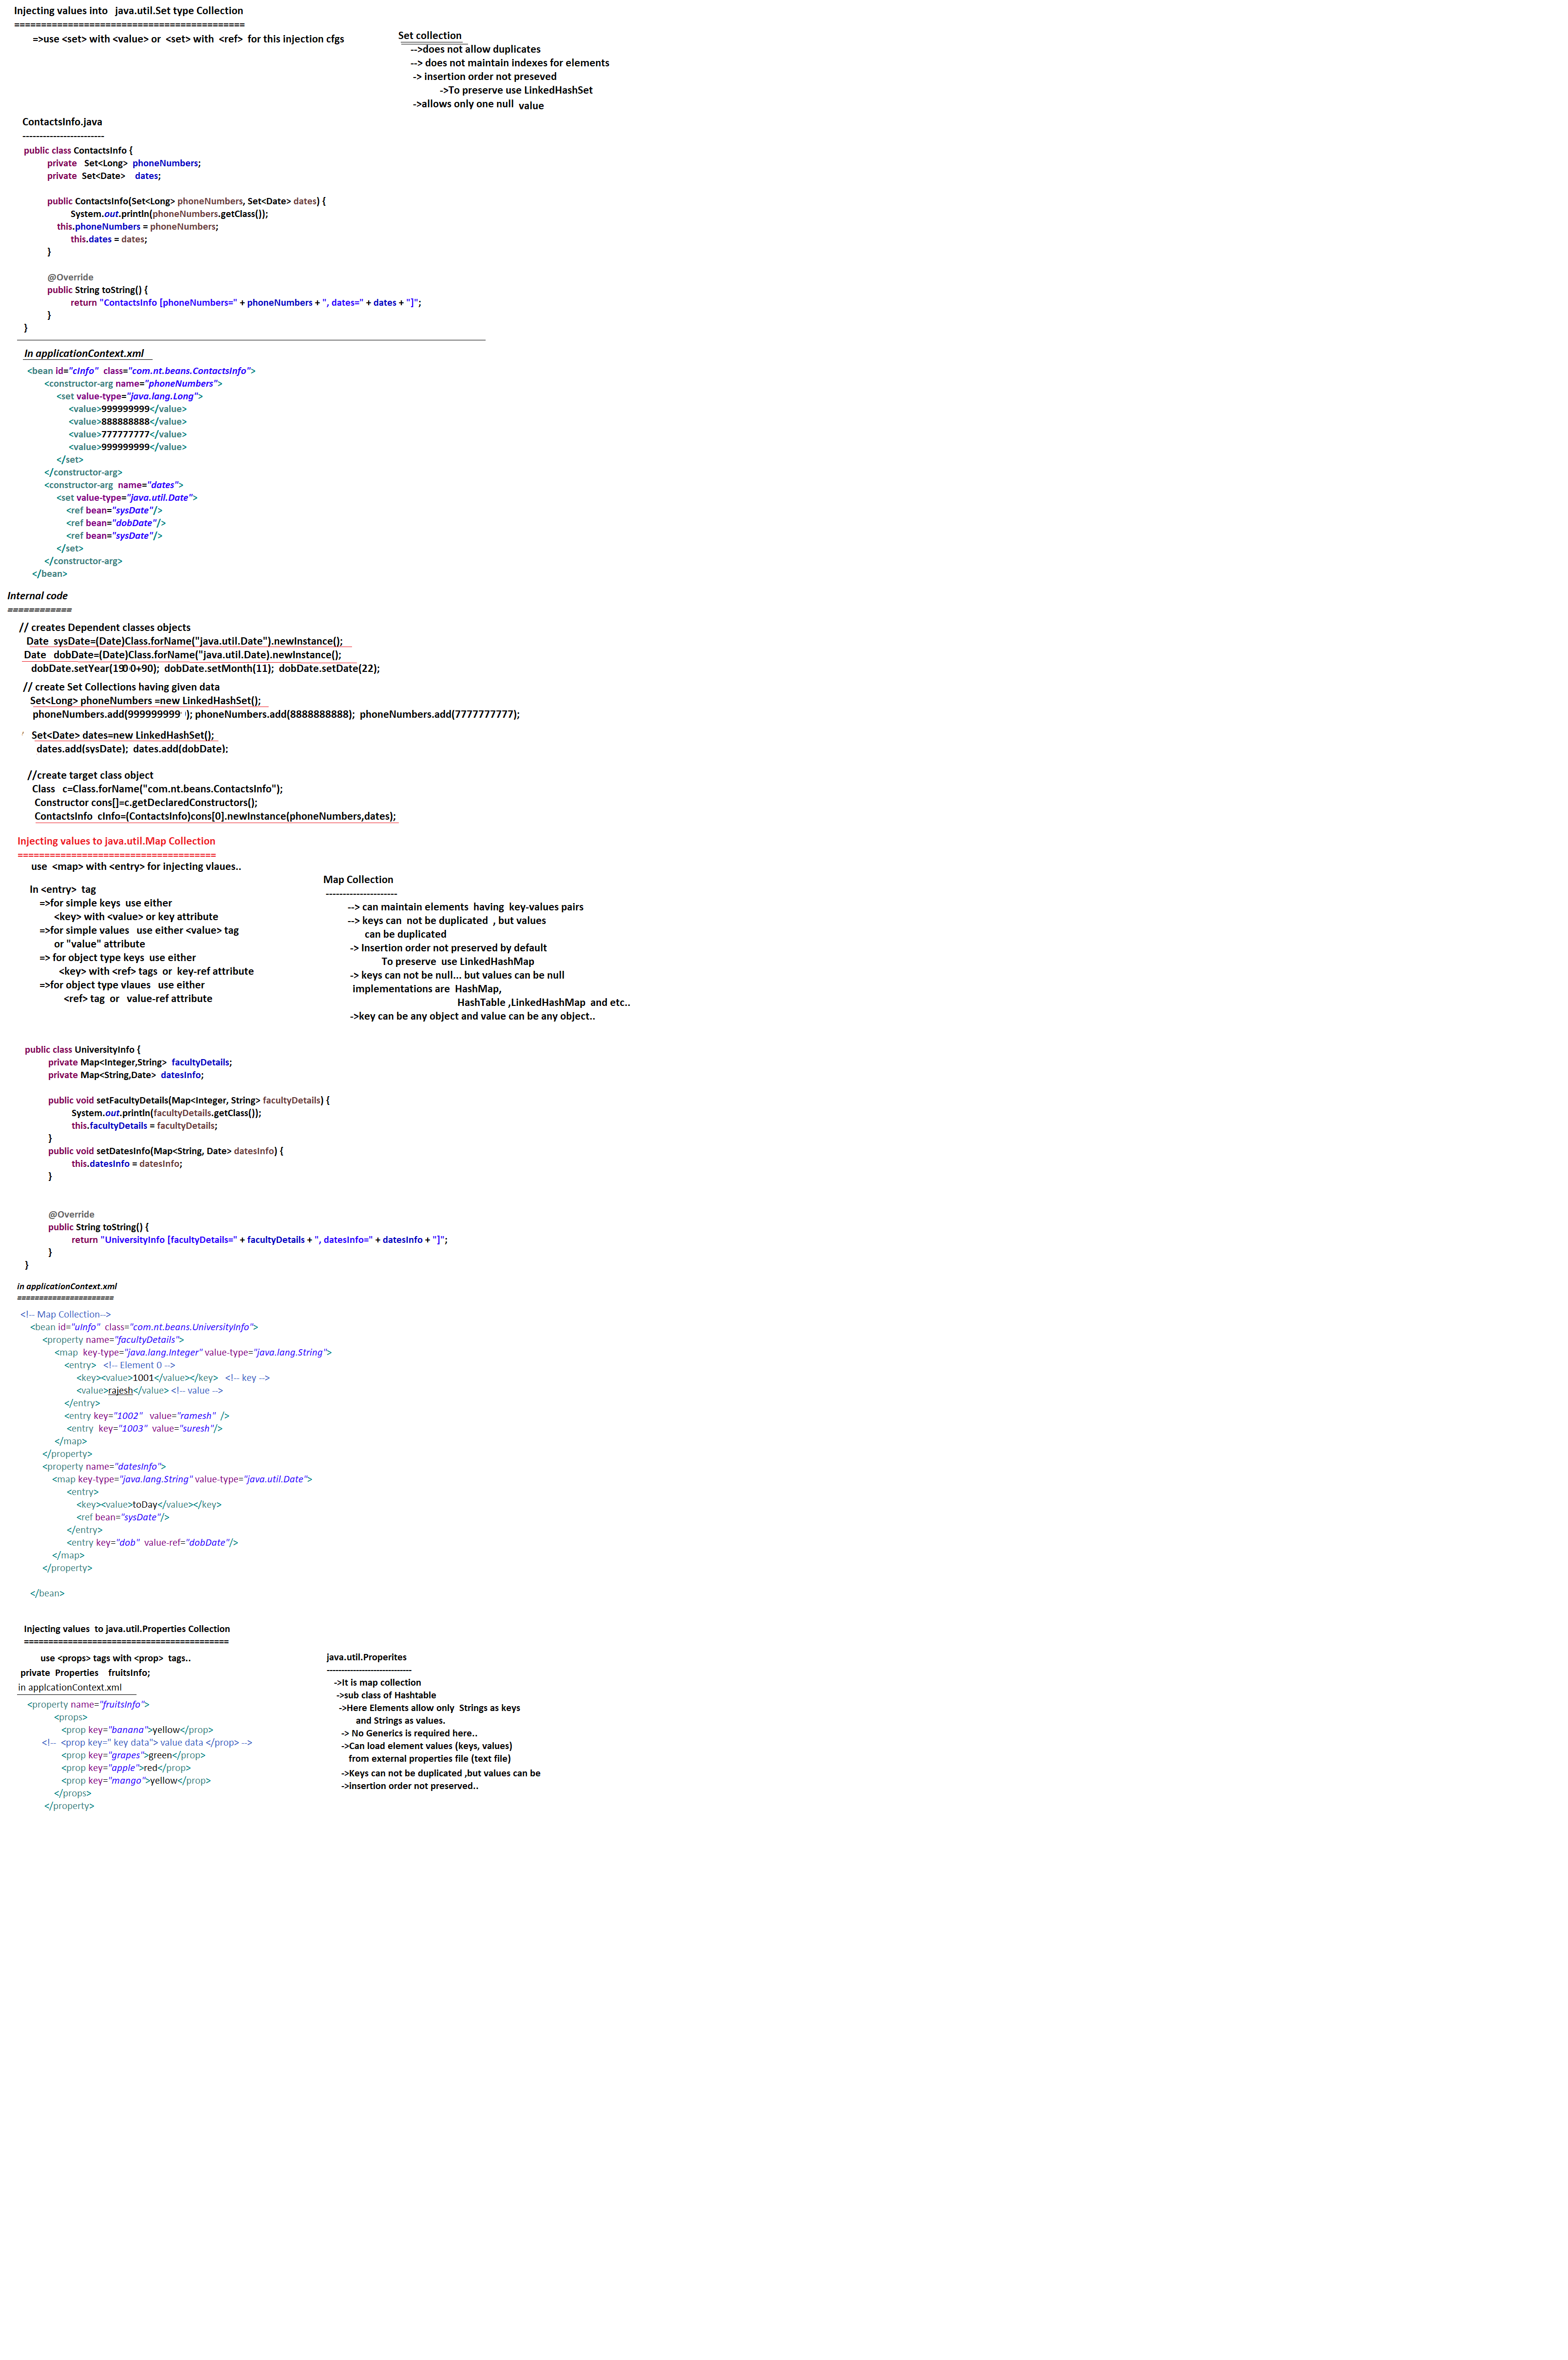 Injecting values into java.util.Set type Collection
===========================================
=>use <set> with <value> or <set> with <ref> for this injection cfgs
Set collection
-->does not allow duplicates
--> does not maintain indexes for elements
-> insertion order not preseved
->To preserve use LinkedHashSet
->allows only one null value
ContactsInfo.java
------------------------
public class ContactsInfo {
private Set<Long> phoneNumbers;
private Set<Date> dates;
public ContactsInfo(Set<Long> phoneNumbers, Set<Date> dates) {
System.out.println(phoneNumbers.getClass());
this.phoneNumbers = phoneNumbers;
this.dates = dates;
}
@Override
public String toString() {
return "ContactsInfo [phoneNumbers=" + phoneNumbers + ", dates=" + dates + "]";
}
}
In applicationContext.xml
<bean id="cInfo" class="com.nt.beans.ContactsInfo">
<constructor-arg name="phoneNumbers">
<set value-type="java.lang.Long">
<value>999999999</value>
<value>888888888</value>
<value>777777777</value>
<value>999999999</value>
</set>
</constructor-arg>
<constructor-arg name="dates">
<set value-type="java.util.Date">
<ref bean="sysDate"/>
<ref bean="dobDate"/>
<ref bean="sysDate"/>
</set>
</constructor-arg>
</bean>
Internal code
============
// creates Dependent classes objects
Date sysDate=(Date)Class.forName("java.util.Date").newInstance();
Date dobDate=(Date)Class.forName("java.util.Date).newInstance();
dobDate.setYear(1900+90); dobDate.setMonth(11); dobDate.setDate(22);
// create Set Collections having given data
Set<Long> phoneNumbers =new LinkedHashSet();
phoneNumbers.add(999999999 ); phoneNumbers.add(8888888888); phoneNumbers.add(7777777777);
Set<Date> dates=new LinkedHashSet();
dates.add(sysDate); dates.add(dobDate);
//create target class object
Class c=Class.forName("com.nt.beans.ContactsInfo");
Constructor cons[]=c.getDeclaredConstructors();
ContactsInfo cInfo=(ContactsInfo)cons[0].newInstance(phoneNumbers,dates);
Injecting values to java.util.Map Collection
=====================================
use <map> with <entry> for injecting vlaues..
In <entry> tag
=>for simple keys use either
<key> with <value> or key attribute
=>for simple values use either <value> tag
or "value" attribute
=> for object type keys use either
<key> with <ref> tags or key-ref attribute
=>for object type vlaues use either
<ref> tag or value-ref attribute
Map Collection
---------------------
--> can maintain elements having key-values pairs
--> keys can not be duplicated , but values
can be duplicated
-> Insertion order not preserved by default
To preserve use LinkedHashMap
-> keys can not be null... but values can be null
implementations are HashMap,
HashTable ,LinkedHashMap and etc..
->key can be any object and value can be any object..
public class UniversityInfo {
private Map<Integer,String> facultyDetails;
private Map<String,Date> datesInfo;
public void setFacultyDetails(Map<Integer, String> facultyDetails) {
System.out.println(facultyDetails.getClass());
this.facultyDetails = facultyDetails;
}
public void setDatesInfo(Map<String, Date> datesInfo) {
this.datesInfo = datesInfo;
}
@Override
public String toString() {
return "UniversityInfo [facultyDetails=" + facultyDetails + ", datesInfo=" + datesInfo + "]";
}
}
in applicationContext.xml
======================
<!-- Map Collection-->
<bean id="uInfo" class="com.nt.beans.UniversityInfo">
<property name="facultyDetails">
<map key-type="java.lang.Integer" value-type="java.lang.String">
<entry> <!-- Element 0 -->
<key><value>1001</value></key> <!-- key -->
<value>rajesh</value> <!-- value -->
</entry>
<entry key="1002" value="ramesh" />
<entry key="1003" value="suresh"/>
</map>
</property>
<property name="datesInfo">
<map key-type="java.lang.String" value-type="java.util.Date">
<entry>
<key><value>toDay</value></key>
<ref bean="sysDate"/>
</entry>
<entry key="dob" value-ref="dobDate"/>
</map>
</property>
</bean>
Injecting values to java.util.Properties Collection
==========================================
use <props> tags with <prop> tags..
private Properties fruitsInfo;
in applcationContext.xml
<property name="fruitsInfo">
<props>
<prop key="banana">yellow</prop>
<!-- <prop key=" key data"> value data </prop> -->
<prop key="grapes">green</prop>
<prop key="apple">red</prop>
<prop key="mango">yellow</prop>
</props>
</property>
java.util.Properites
----------------------------
->It is map collection
->sub class of Hashtable
->Here Elements allow only Strings as keys
and Strings as values.
-> No Generics is required here..
->Can load element values (keys, values)
from external properties file (text file)
->Keys can not be duplicated ,but values can be
->insertion order not preserved..